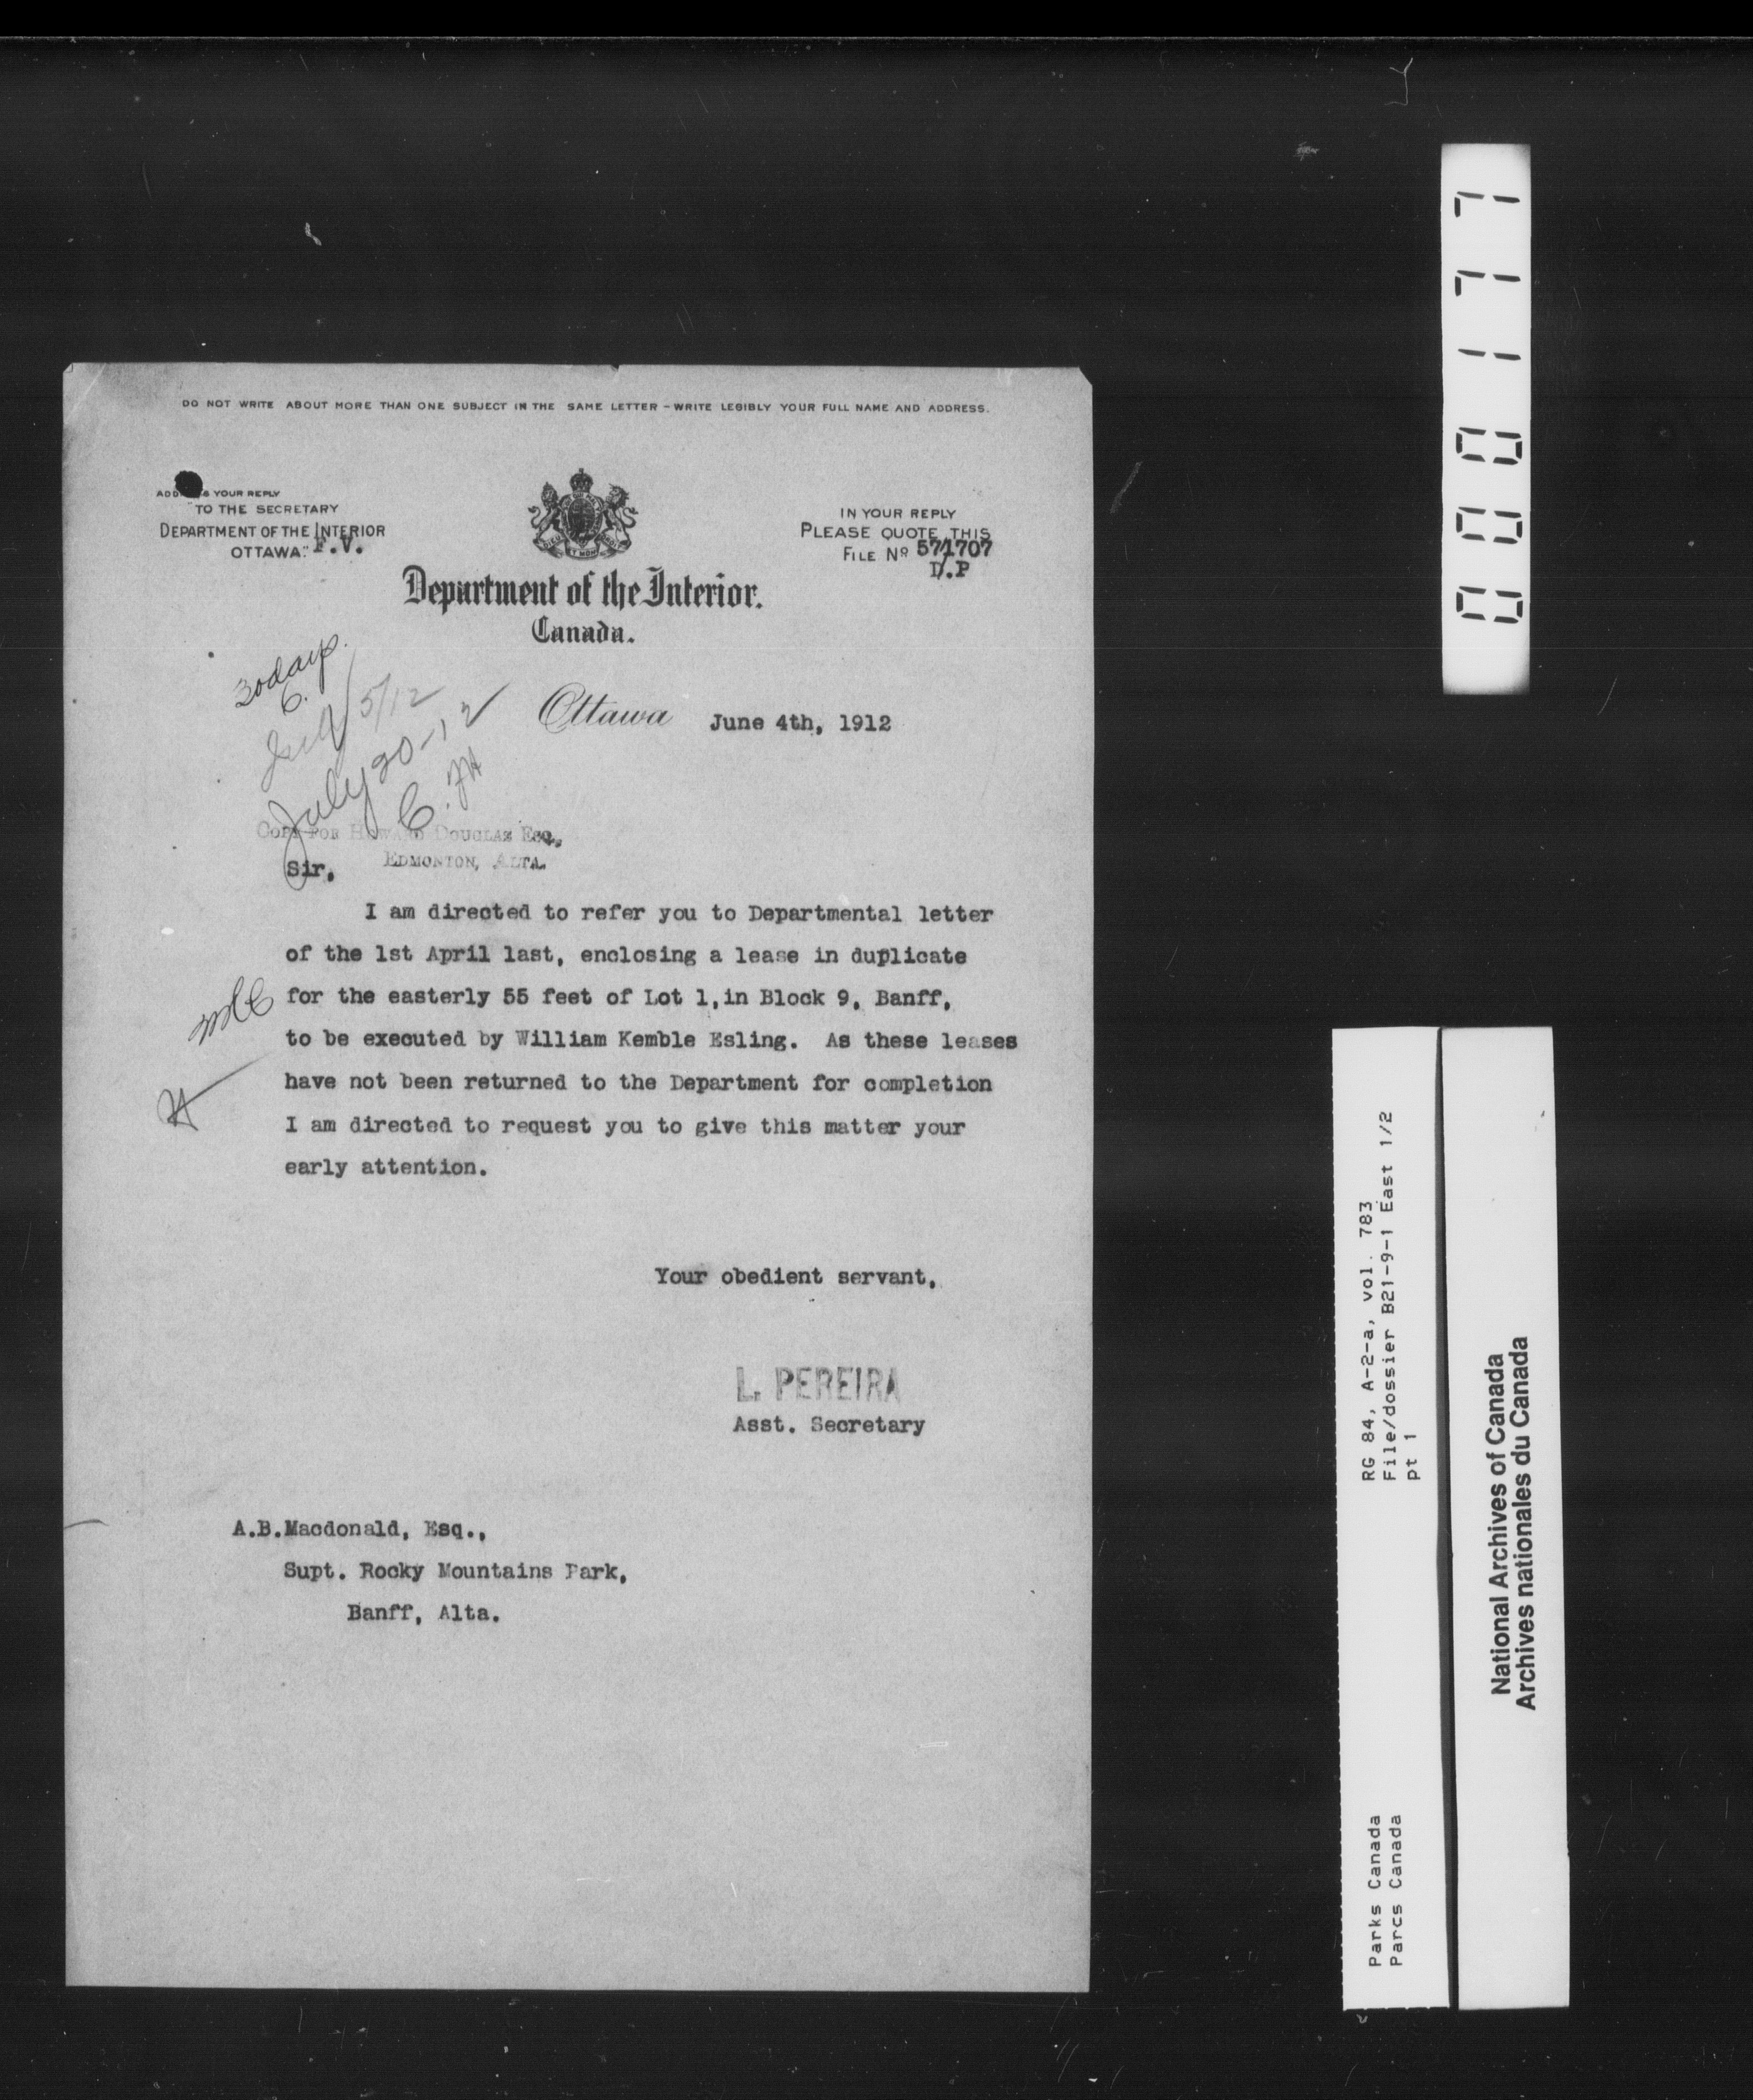 DO NOT WRITE ABOUT MORE THAN ONE SUBJECT IN THE SAME LETTER – WRITE LEGIBLY YOUR FULL NAME AND ADDRESS.
YOUR REPLY
"TO THE SECRETARY
DEPARTMENT OF THE INTERIOR
OTTAWA." F.V.
IN YOUR REPLY
PLEASE QUOTE THIS
FILE No 571707
D.P
Department of the Interior.
Canada.
30 days.
C.
5/12
July 20-12
C.
Ottawa June 4th, 1912
COPY FOR HOWARD DOUGLAS ESQ.,
EDMONTON, ALTA.
Sir,
I am directed to refer you to Departmental letter
of the 1st April last, enclosing a lease in duplicate
for the easterly 55 feet of Lot 1, in Block 9, Banff,
to be executed by William Kemble Esling. As these leases
have not been returned to the Department for completion
I am directed to request you to give this matter your
early attention.
Your obedient servant,
L. PEREIRA
Asst. Secretary
A.B.Macdonald, Esq.,
Supt. Rocky Mountains Park,
Banff, Alta.
000177
RG 84, A-2-a, vol. 783
File/dossier B21-9-1 East 1/2
pt 1
Parks Canada
Parcs Canada
National Archives of Canada
Archives nationales du Canada